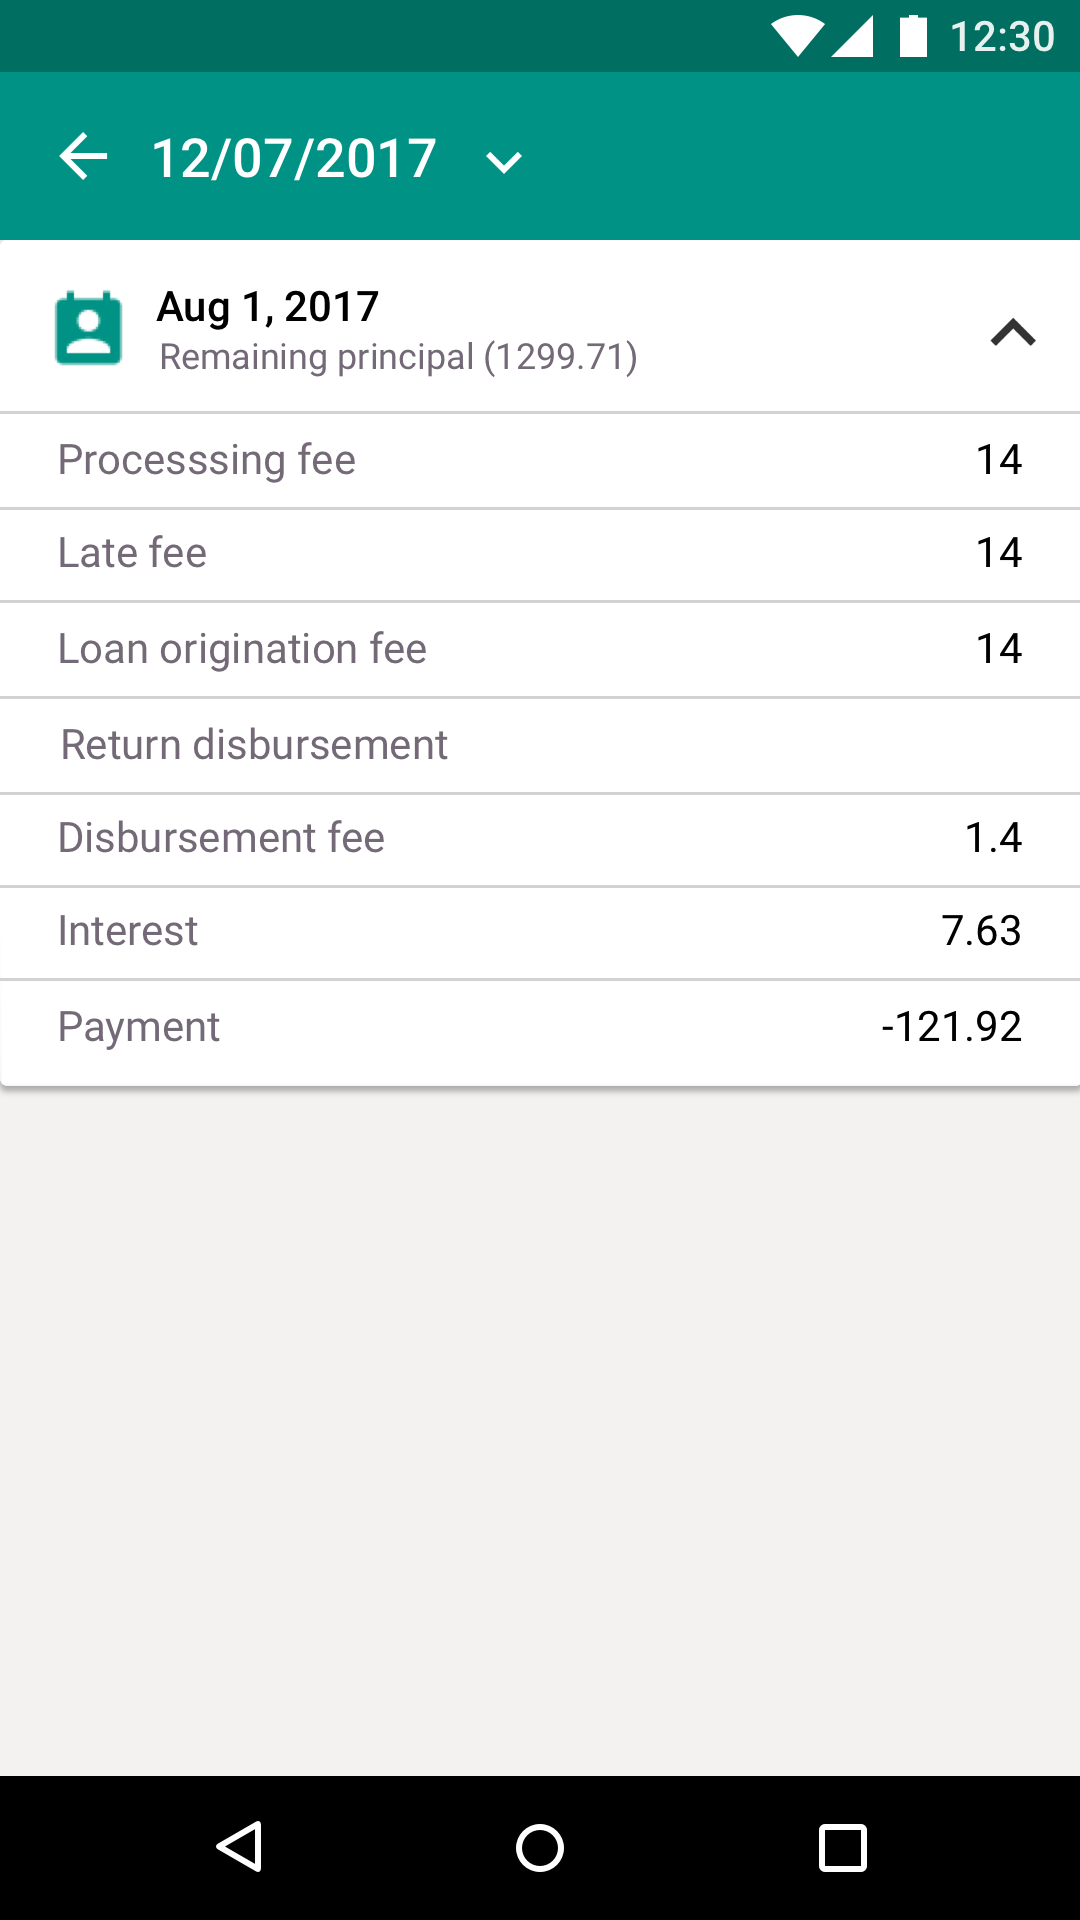 12:30
12/07/2017
Aug 1, 2017
Remaining principal (1299.71)
Processsing fee 14
Late fee 14
Loan origination fee 14
Return disbursement
Disbursement fee 1.4
Interest 7.63
Payment -121.92